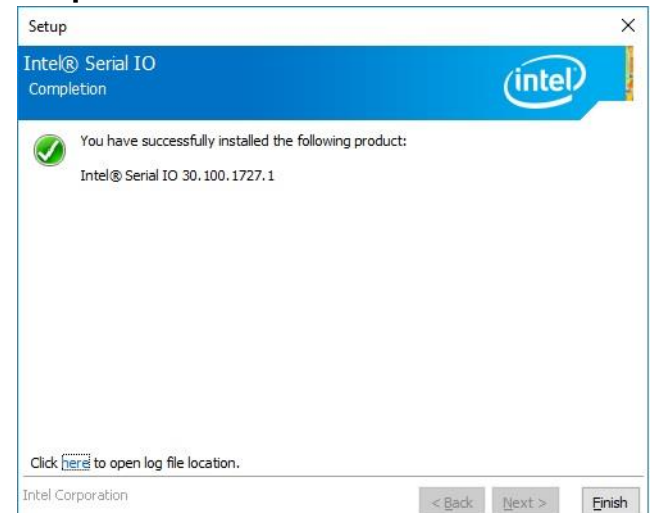 Setup
Intel® Serial IO
Completion
intel
You have successfully installed the following product:
Intel® Serial IO 30.100.1727.1
Click here to open log file location.
Intel Corporation
< Back Next > Finish